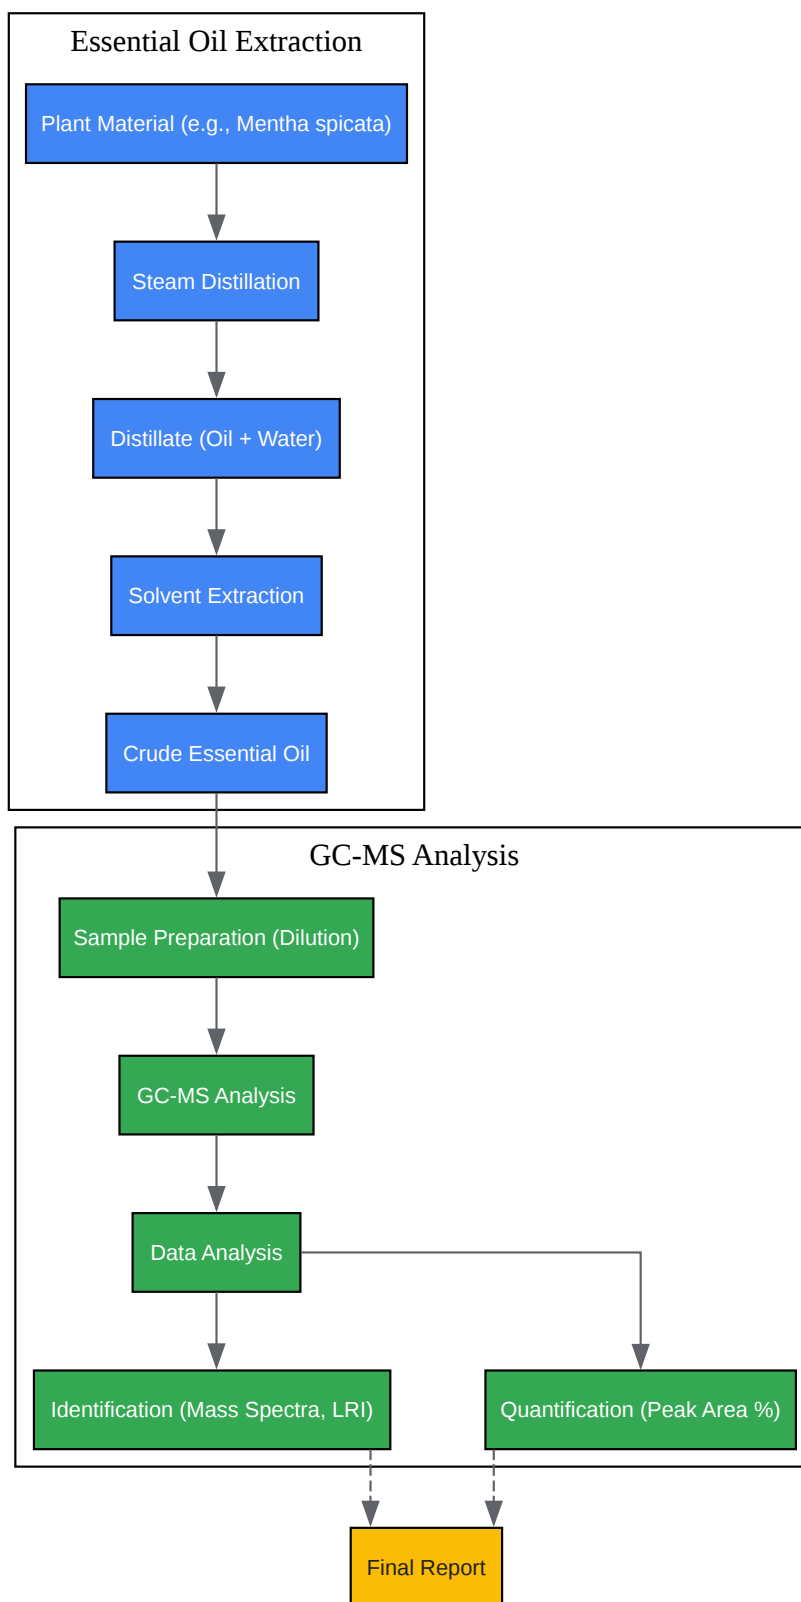 Essential Oil Extraction
Plant Material (e.g., Mentha spicata)
Steam Distillation
Distillate (Oil + Water)
Solvent Extraction
Crude Essential Oil
GC-MS Analysis
Sample Preparation (Dilution)
GC-MS Analysis
Data Analysis
Identification (Mass Spectra, LRI)
Quantification (Peak Area %)
Final Report